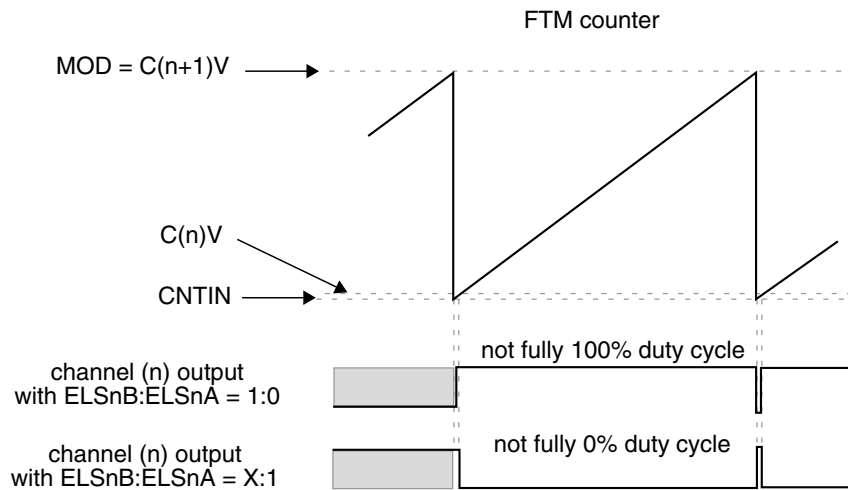 FTM counter
MOD = C(n+1)V
C(n)V
CNTIN
not fully 100% duty cycle
channel (n) output
with ELSnB:ELSnA = 1:0
not fully 0% duty cycle
channel (n) output
with ELSnB:ELSnA = X:1